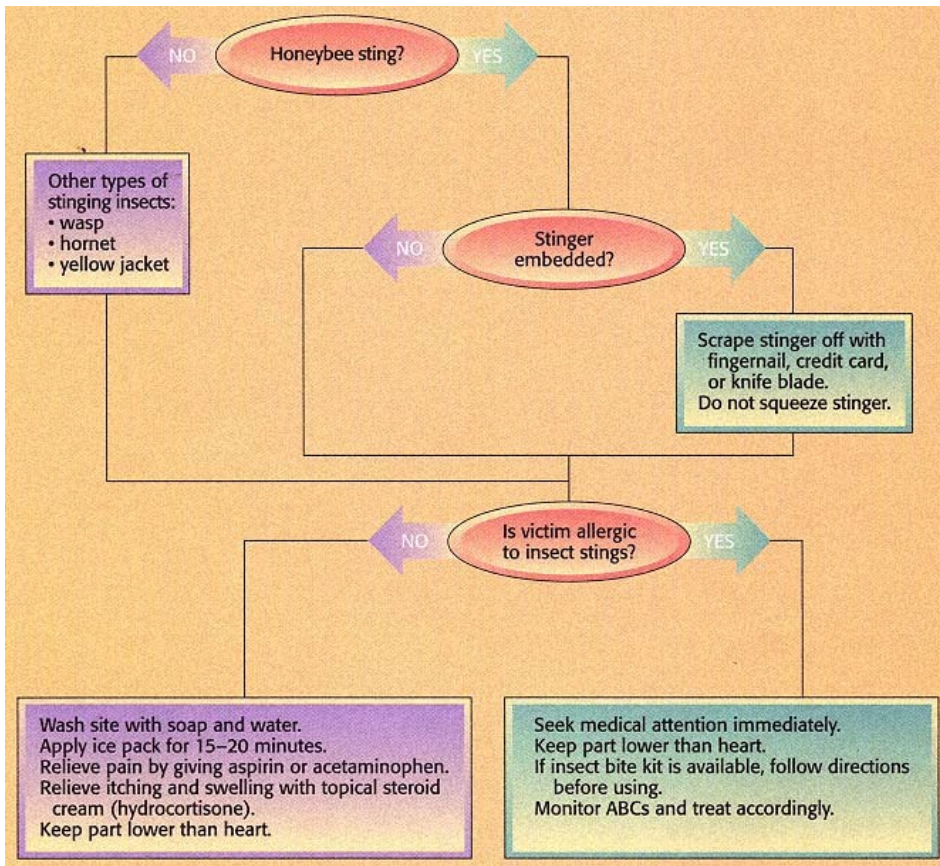 NO
Honeybee sting?
YES
Other types of
stinging insects:
• wasp
• hornet
• yellow jacket
NO
Stinger
embedded?
YES
Scrape stinger off with
fingernail, credit card,
or knife blade.
Do not squeeze stinger.
NO
Is victim allergic
to insect stings?
YES
Wash site with soap and water.
Apply ice pack for 15–20 minutes.
Relieve pain by giving aspirin or acetaminophen.
Relieve itching and swelling with topical steroid
cream (hydrocortisone).
Keep part lower than heart.
Seek medical attention immediately.
Keep part lower than heart.
If insect bite kit is available, follow directions
before using.
Monitor ABCs and treat accordingly.